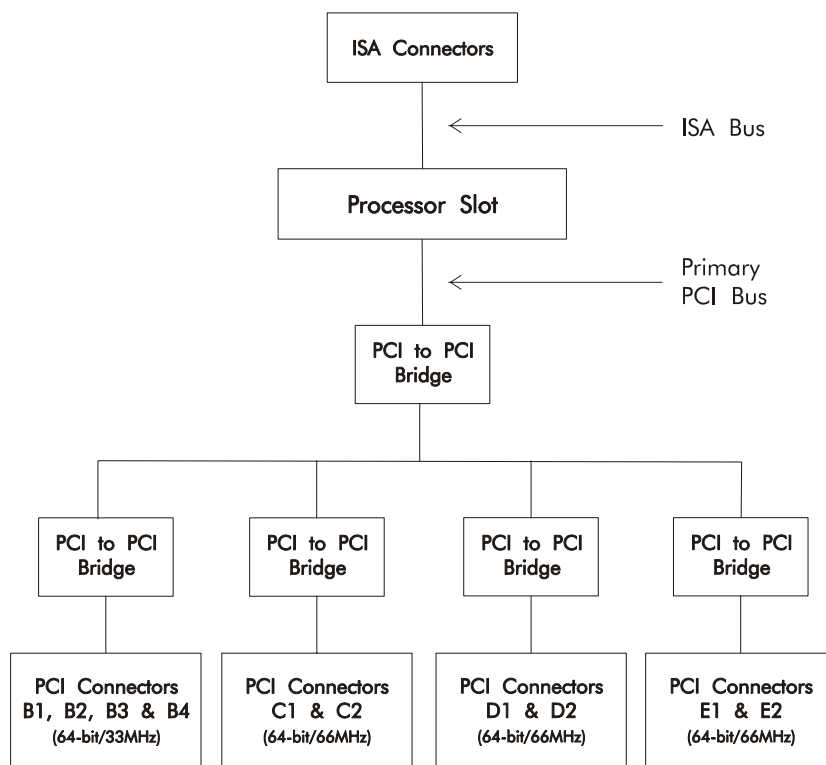 ISA Connectors
ISA Bus
Processor Slot
Primary
PCI Bus
PCI to PCI
Bridge
PCI to PCI
Bridge
PCI to PCI
Bridge
PCI to PCI
Bridge
PCI to PCI
Bridge
PCI Connectors
B1, B2, B3 & B4
(64-bit/33MHz)
PCI Connectors
C1 & C2
(64-bit/66MHz)
PCI Connectors
D1 & D2
(64-bit/66MHz)
PCI Connectors
E1 & E2
(64-bit/66MHz)